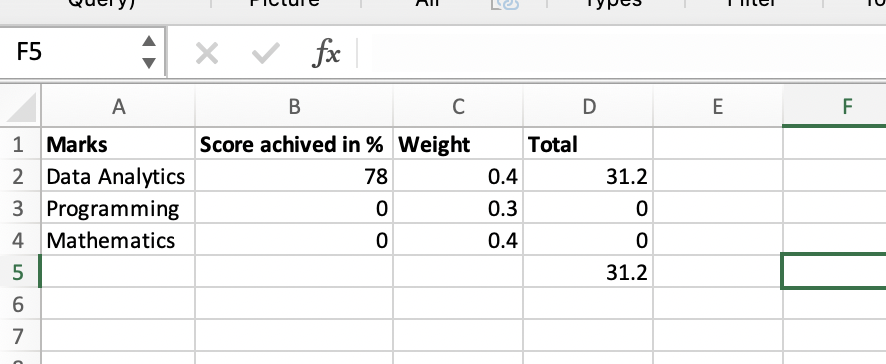 Query) Picture All Types Filter To
F5 fx
A B C D E F
1 Marks Score achived in % Weight Total
2 Data Analytics 78 0.4 31.2
3 Programming 0 0.3 0
4 Mathematics 0 0.4 0
5 31.2
6
7